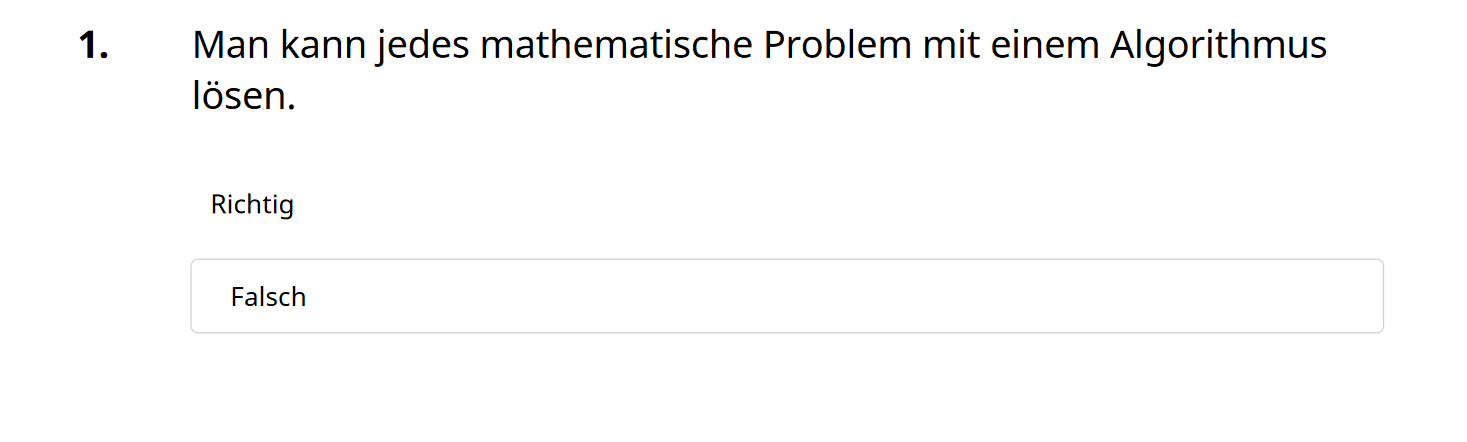 1. Man kann jedes mathematische Problem mit einem Algorithmus
lösen.
Richtig
Falsch